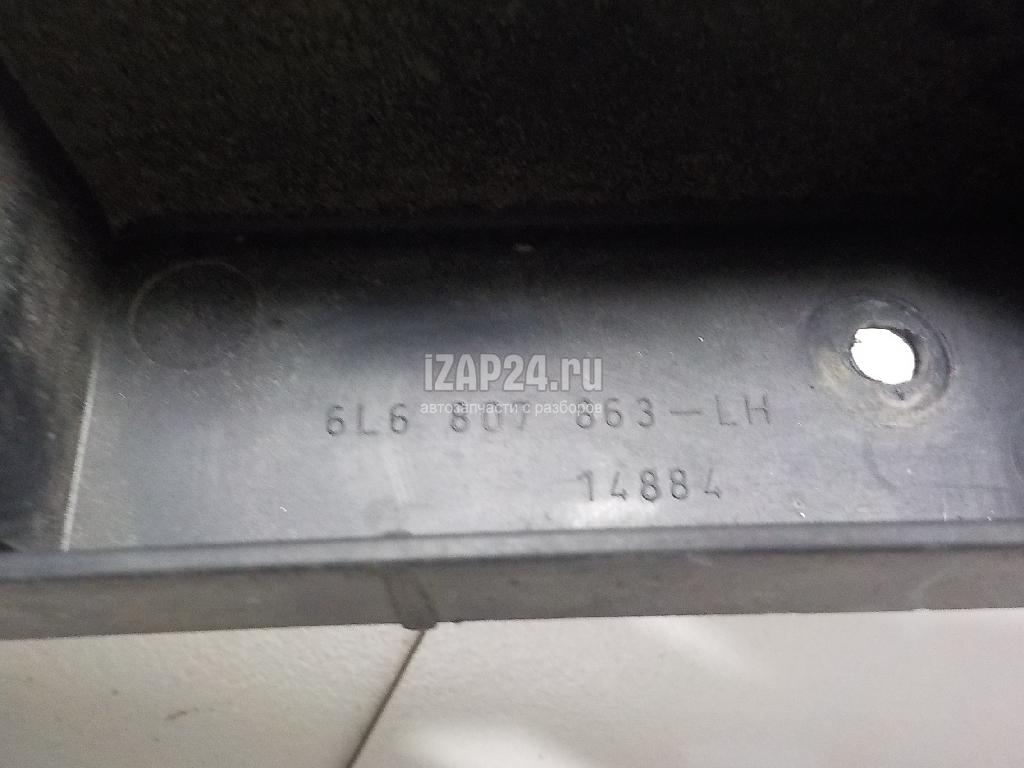 iZAP24.ru
автозапчасти с разборов
6L6 807 863-LH
14884